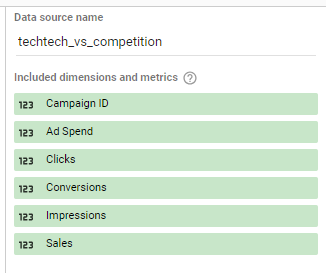 Data source name
techtech_vs_competition
Included dimensions and metrics ?
123 Campaign ID
123 Ad Spend
123 Clicks
123 Conversions
123 Impressions
123 Sales